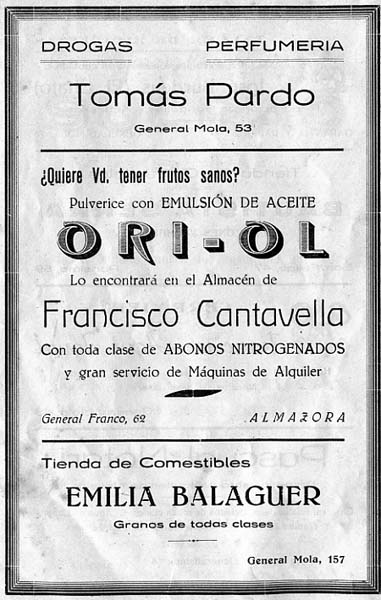 DROGAS PERFUMERIA
Tomás Pardo
General Mola, 53
¿Quiere Vd. tener frutos sanos?
Pulverice con EMULSIÓN DE ACEITE
ORI-OL
Lo encontrará en el Almacén de
Francisco Cantavella
Con toda clase de ABONOS NITROGENADOS
y gran servicio de Máquinas de Alquiler
General Franco, 62 ALMAZORA
Tienda de Comestibles
EMILIA BALAGUER
Granos de todas clases
General Mola, 157